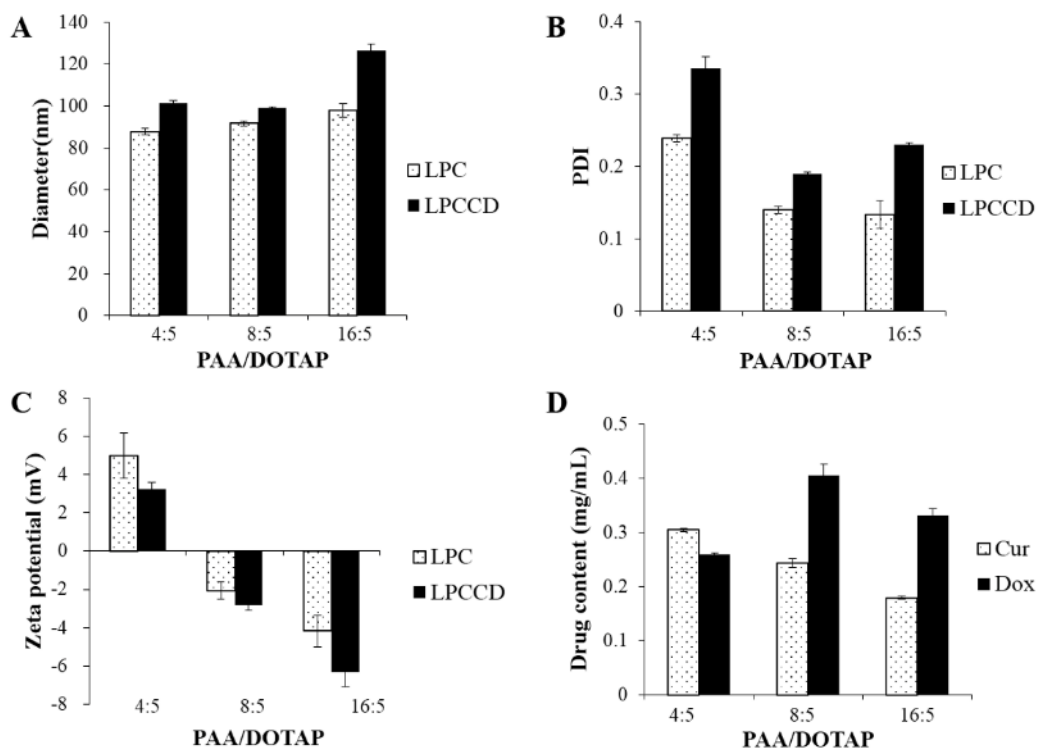 A
Diameter(nm)
140
120
100
80
60
40
20
0
4:5 8:5 16:5
PAA/DOTAP
LPC
LPCCD
B
PDI
0.4
0.3
0.2
0.1
0
4:5 8:5 16:5
PAA/DOTAP
LPC
LPCCD
C
Zeta potential (mV)
8
6
4
2
0
-2
-4
-6
-8
4:5 8:5 16:5
PAA/DOTAP
LPC
LPCCD
D
Drug content (mg/mL)
0.5
0.4
0.3
0.2
0.1
0
4:5 8:5 16:5
PAA/DOTAP
Cur
Dox